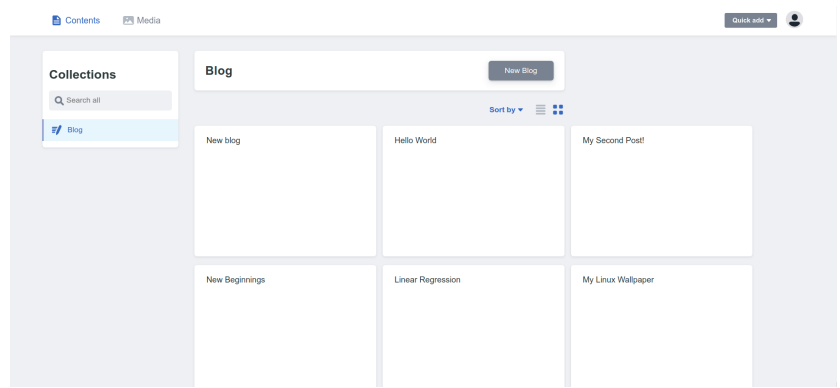 Contents
Media
Quick add
Collections
Search all
Blog
Blog
New Blog
Sort by
New blog
Hello World
My Second Post!
New Beginnings
Linear Regression
My Linux Wallpaper